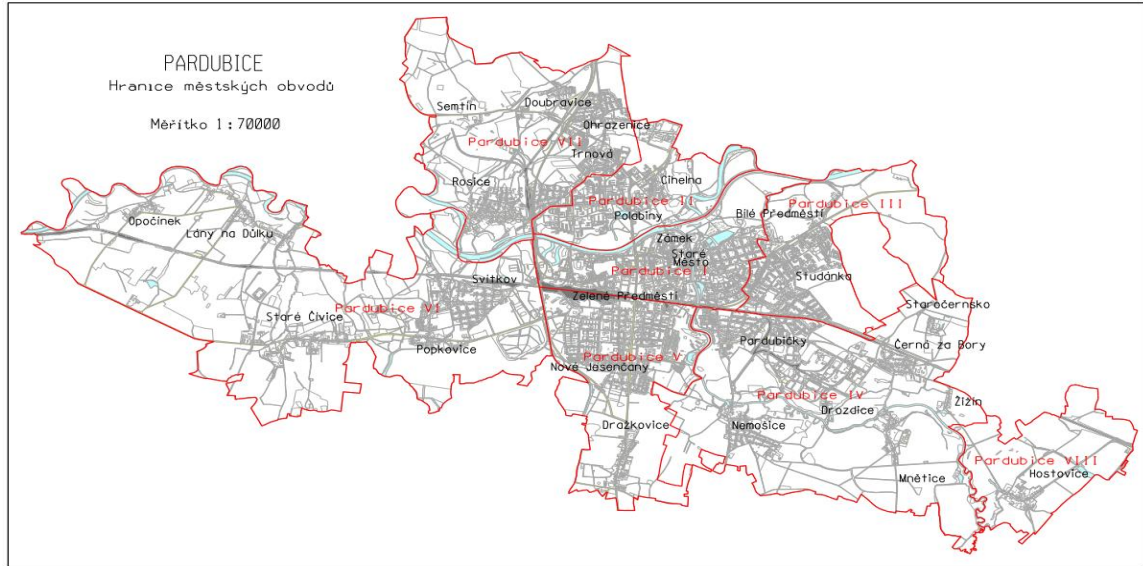 PARDUBICE
Hranice městských obvodů
Měřítko 1:70000
Semtín
Doubravice
Ohrazenice
Pardubice VII
Trnová
Rosice
Cihelna
Pardubice II
Polabiny
Bílé Předměstí
Pardubice III
Opočínek
Lány na Důlku
Zámek
Staré
Město
Svítkov
Pardubice I
Studánka
Zelené Předměstí
Staročernsko
Pardubice VI
Staré Čívice
Popkovice
Pardubičky
Černá za Bory
Pardubice V
Nové Jesenčany
Pardubice IV
Drozdice
Žižín
Dražkovice
Nemošice
Pardubice VIII
Hostovice
Mnětice